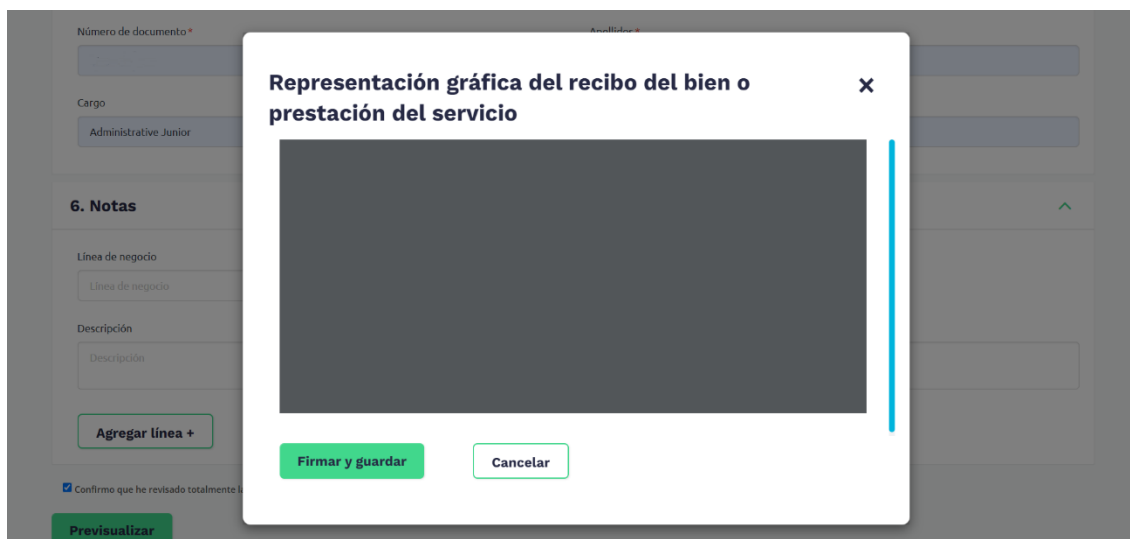 Número de documento *
Apellidos *
Representación gráfica del recibo del bien o
prestación del servicio
Cargo
Administrative Junior
6. Notas
Línea de negocio
Línea de negocio
Descripción
Descripción
Agregar línea +
Firmar y guardar
Cancelar
Confirmo que he revisado totalmente
Previsualizar